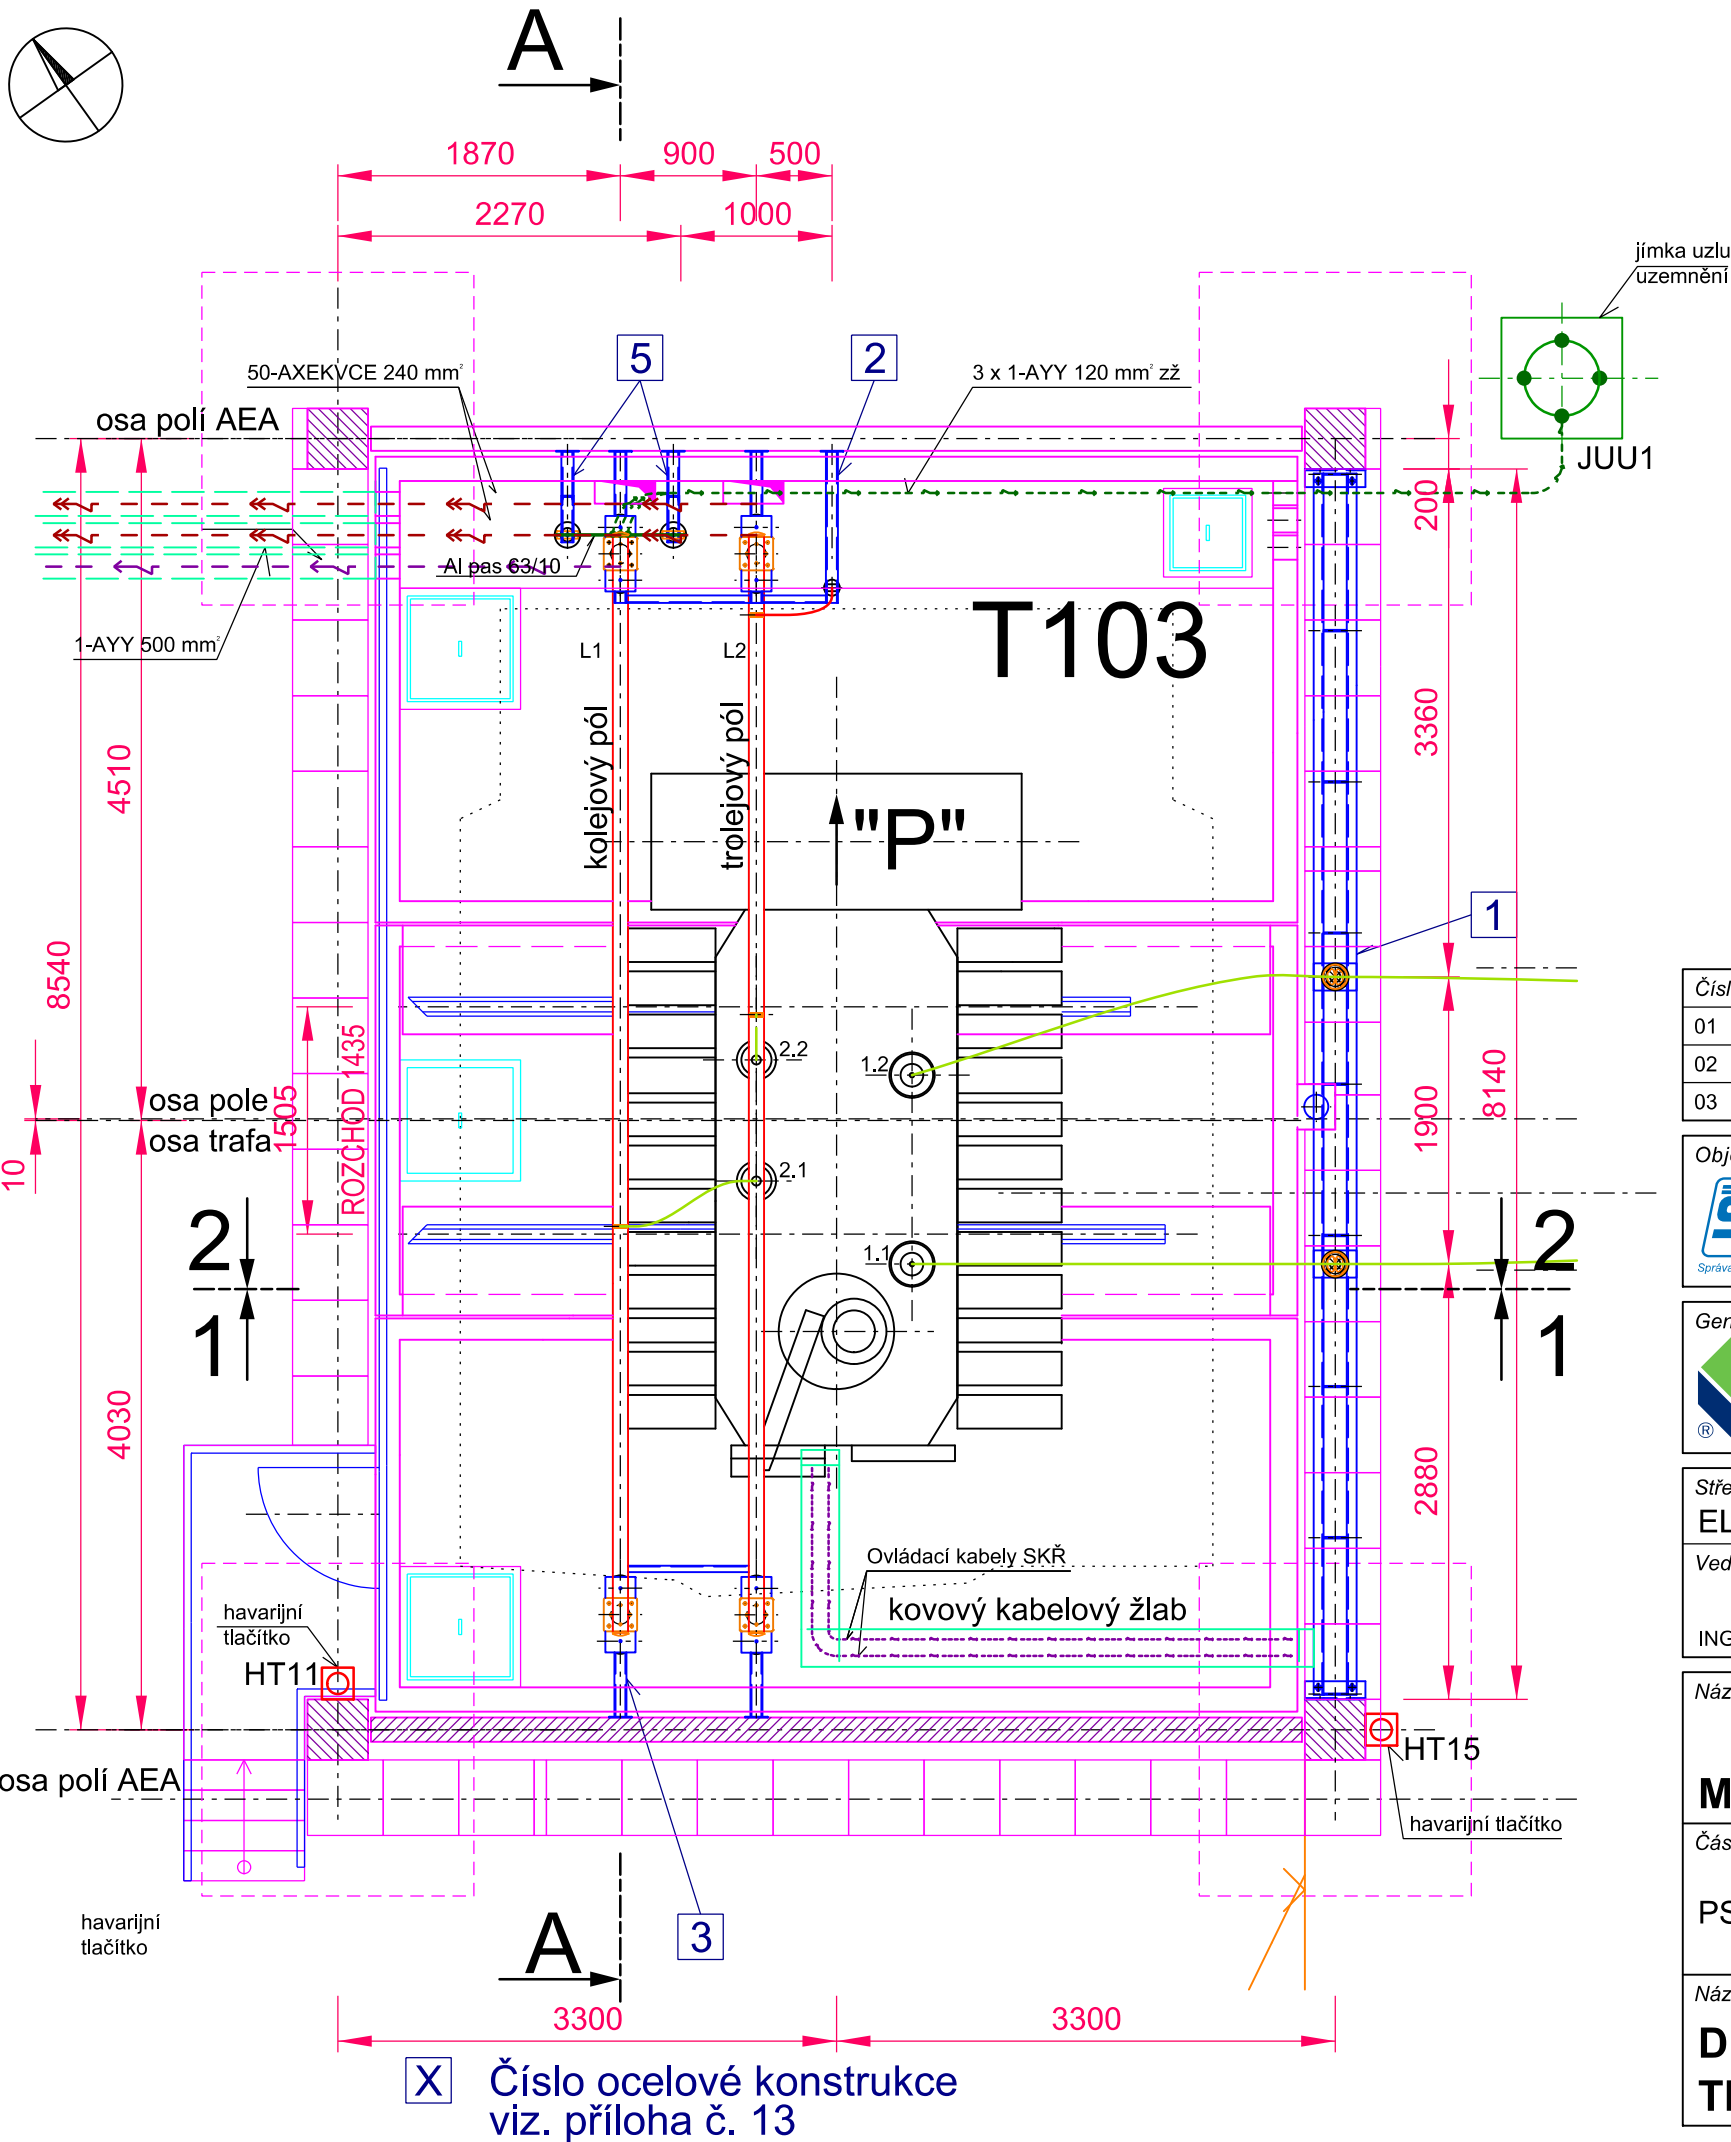 A
1870
900
500
2270
1000
jímka uzlu
uzemnění
5
2
50-AXEKVCE 240 mm²
3 x 1-AYY 120 mm² zž
osa polí AEA
JUU1
200
Al pas 63/10
T103
1-AYY 500 mm²
L1
L2
kolejový pól
trolejový pól
3360
4510
"P"
1
8540
2.2
1.2
ROZCHOD 1435
1505
1900
8140
osa pole
osa trafa
10
2.1
2
1
1.1
2
1
4030
2880
Ovládací kabely SKŘ
kovový kabelový žlab
havarijní
tlačítko
HT11
HT15
osa polí AEA
havarijní tlačítko
havarijní
tlačítko
A
3
3300
3300
X
Číslo ocelové konstrukce
viz. příloha č. 13
01
02
03
Správa
®
ING